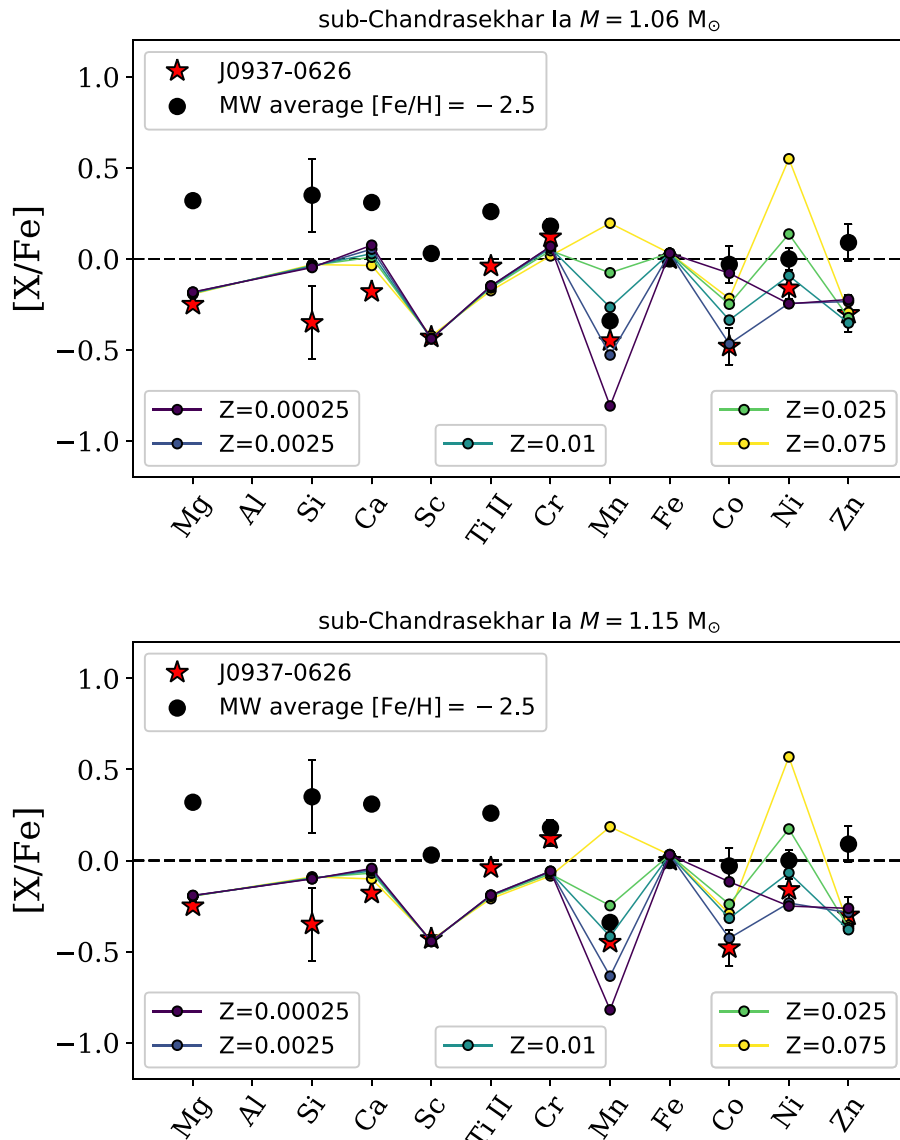 sub-Chandrasekhar Ia M = 1.06 M⊙
J0937-0626
MW average [Fe/H] = − 2.5
[X/Fe]
1.0
0.5
0.0
−0.5
−1.0
Z=0.00025
Z=0.0025
Z=0.01
Z=0.025
Z=0.075
Mg
Al
Si
Ca
Sc
Ti II
Cr
Mn
Fe
Co
Ni
Zn
sub-Chandrasekhar Ia M = 1.15 M⊙
J0937-0626
MW average [Fe/H] = − 2.5
[X/Fe]
1.0
0.5
0.0
−0.5
−1.0
Z=0.00025
Z=0.0025
Z=0.01
Z=0.025
Z=0.075
Mg
Al
Si
Ca
Sc
Ti II
Cr
Mn
Fe
Co
Ni
Zn